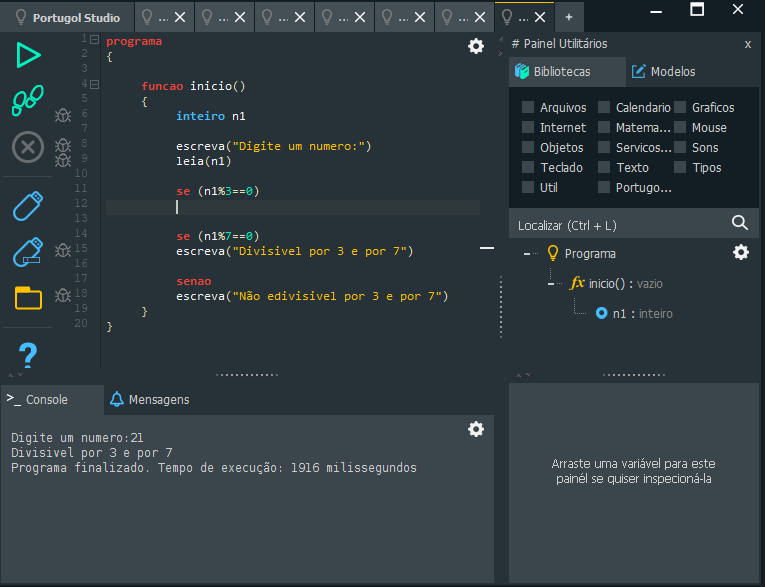 Portugol Studio
...
...
...
...
...
...
...
+
1
2
3
4
5
6
7
8
9
10
11
12
13
14
15
16
17
18
19
20
programa
{
funcao inicio()
{
inteiro n1
escreva("Digite um numero:")
leia(n1)
se (n1%3==0)
se (n1%7==0)
escreva("Divisivel por 3 e por 7")
senao
escreva("Não edivisivel por 3 e por 7")
}
}
# Painel Utilitários x
Bibliotecas Modelos
Arquivos Calendario Graficos
Internet Matema... Mouse
Objetos Servicos... Sons
Teclado Texto Tipos
Util Portugo...
Localizar (Ctrl + L)
Programa
fx inicio() : vazio
n1 : inteiro
>_ Console Mensagens
Digite um numero:21
Divisivel por 3 e por 7
Programa finalizado. Tempo de execução: 1916 milissegundos
Arraste uma variável para este
painél se quiser inspecioná-la